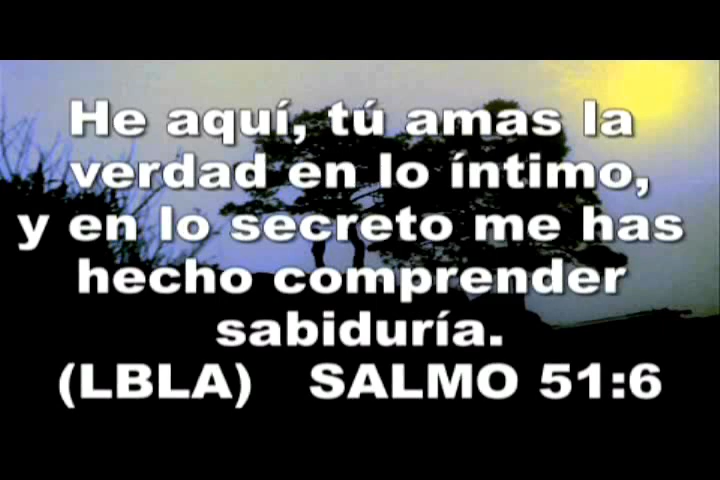 He aquí, tú amas la
verdad en lo íntimo,
y en lo secreto me has
hecho comprender
sabiduría.
(LBLA) SALMO 51:6